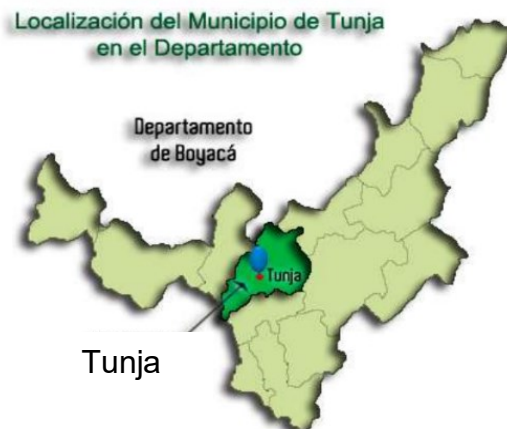 Localización del Municipio de Tunja
en el Departamento
Departamento
de Boyacá
Tunja
Tunja